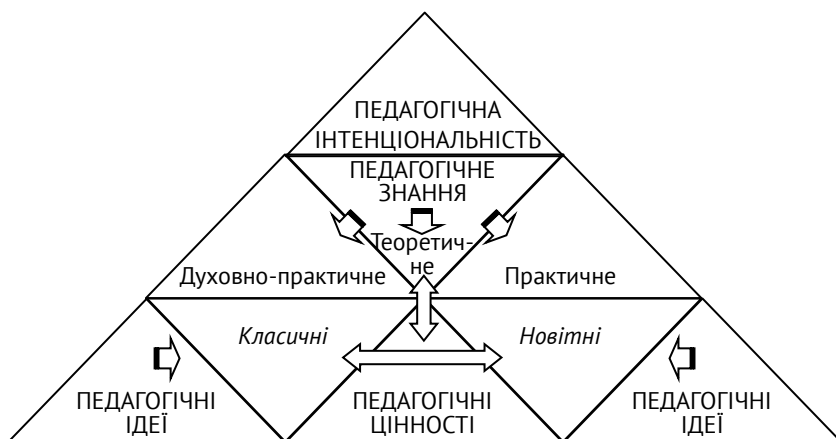 ПЕДАГОГІЧНА
ІНТЕНЦІОНАЛЬНІСТЬ
ПЕДАГОГІЧНЕ
ЗНАННЯ
Теоретич-
не
Духовно-практичне
Практичне
Класичні
Новітні
ПЕДАГОГІЧНІ
ІДЕЇ
ПЕДАГОГІЧНІ
ЦІННОСТІ
ПЕДАГОГІЧНІ
ІДЕЇ